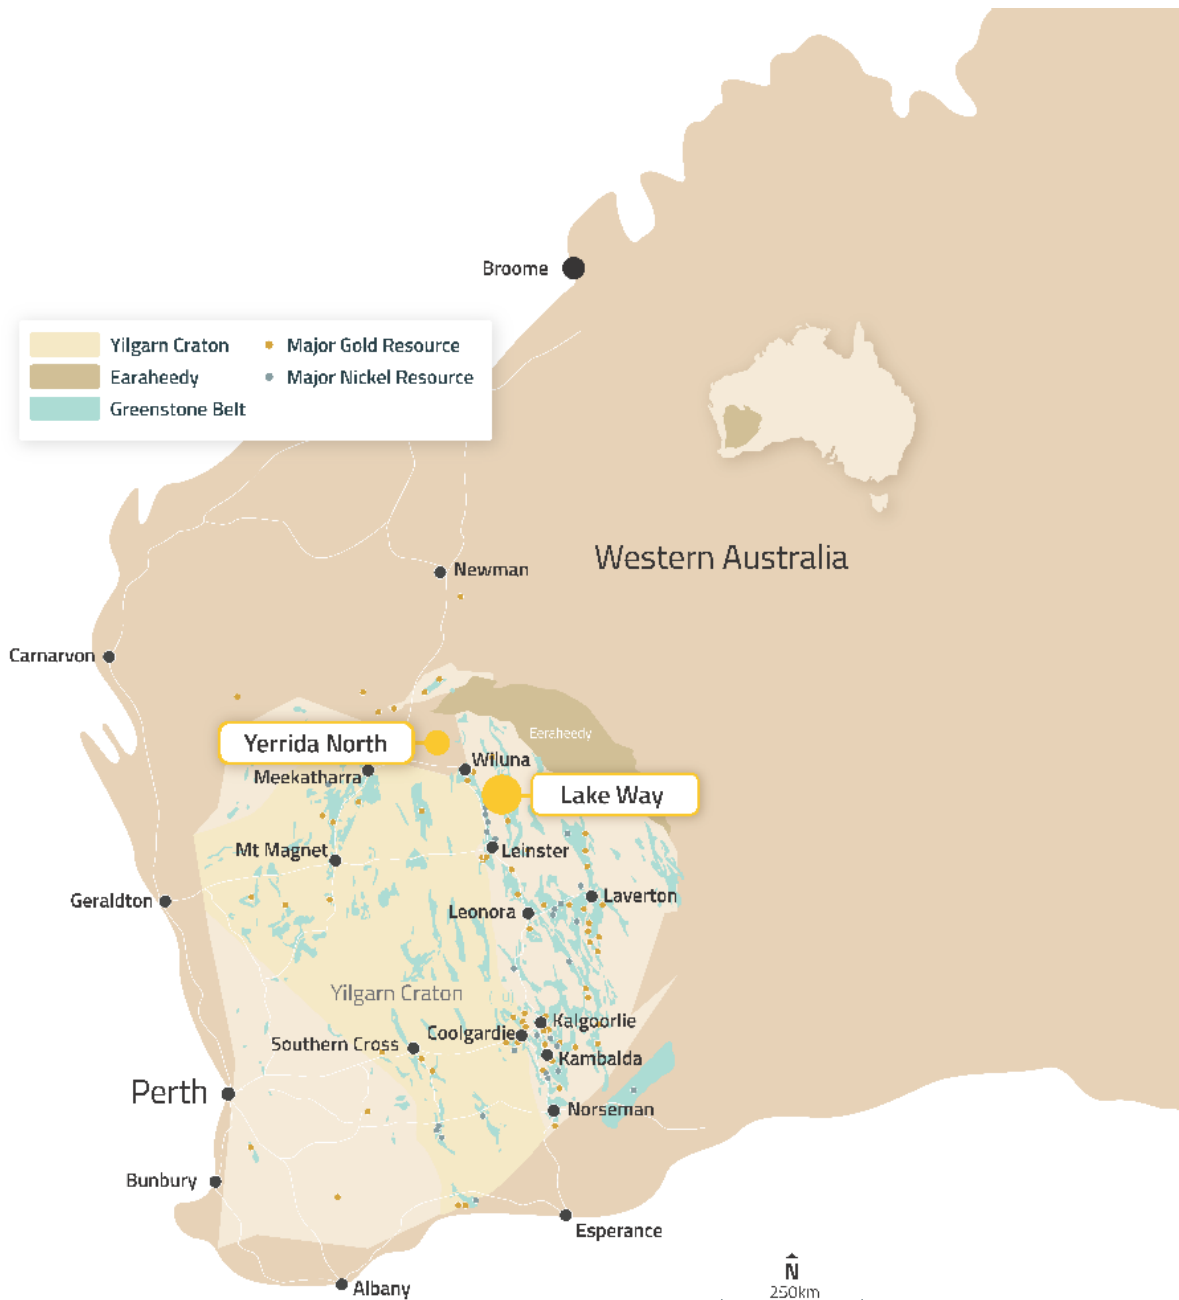 Broome
Yilgarn Craton
Major Gold Resource
Earaheedy
Major Nickel Resource
Greenstone Belt
Western Australia
Newman
Carnarvon
Eeraheedy
Yerrida North
Wiluna
Meekatharra
Lake Way
Mt Magnet
Leinster
Laverton
Geraldton
Leonora
Yilgarn Craton
Kalgoorlie
Coolgardie
Southern Cross
Kambalda
Perth
Norseman
Bunbury
Esperance
N
Albany
250km